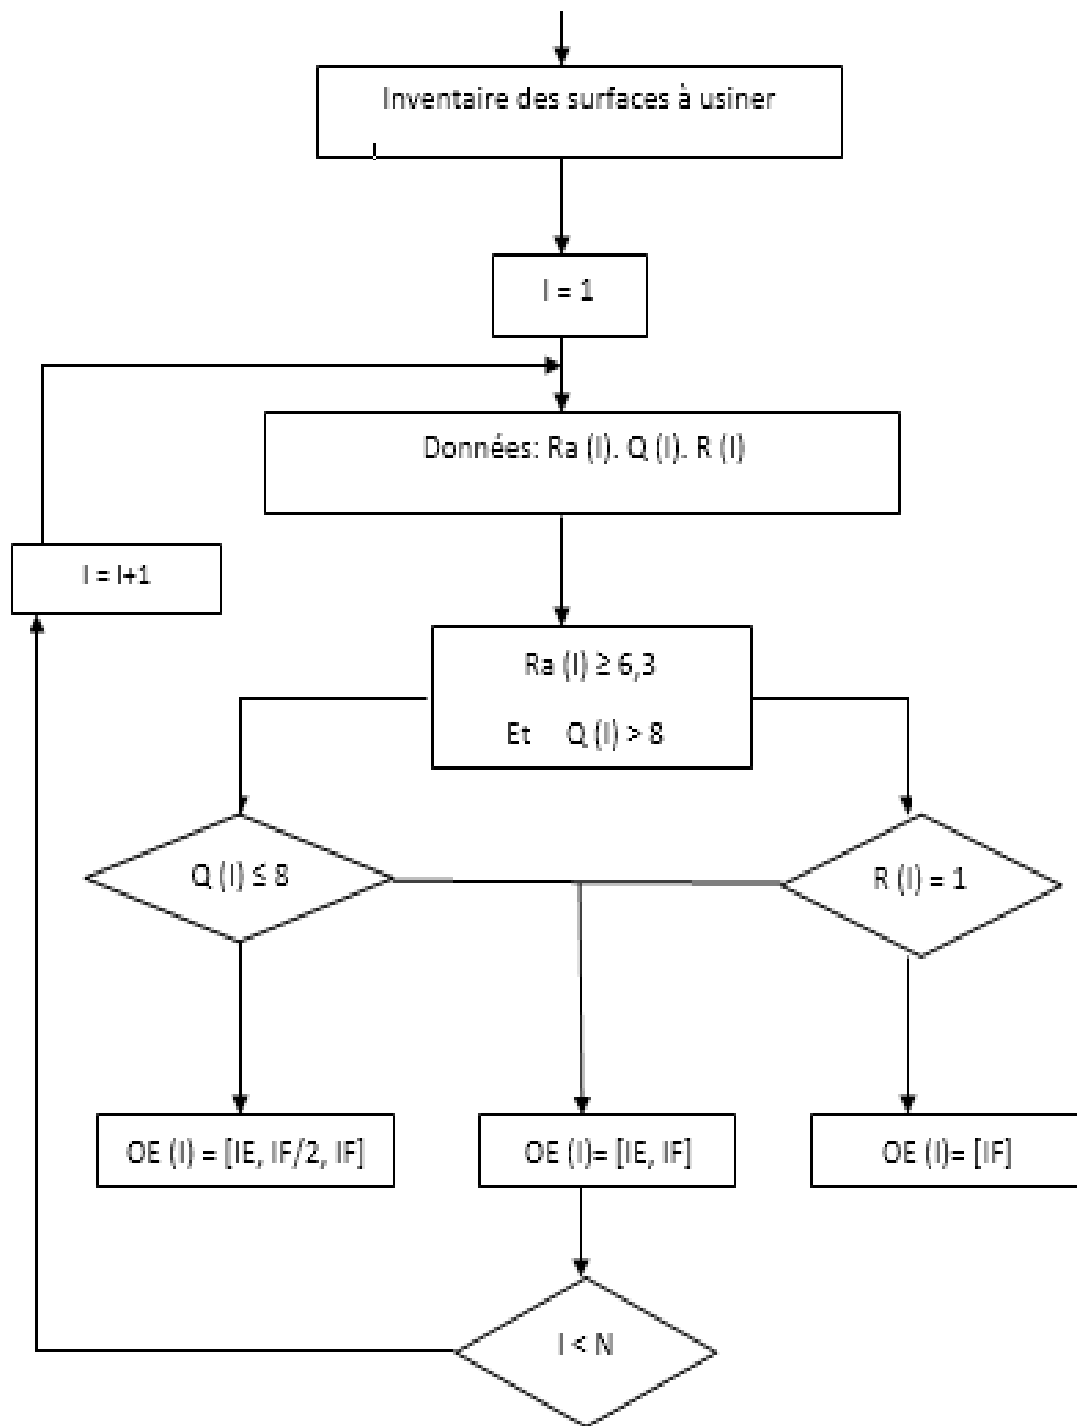 Inventaire des surfaces à usiner
I = 1
Données: Ra (I). Q (I). R (I)
I = I+1
Ra (I) ≥ 6,3
Et Q (I) > 8
Q (I) ≤ 8
R (I) = 1
OE (I) = [IE, IF/2, IF]
OE (I)= [IE, IF]
OE (I)= [IF]
I < N